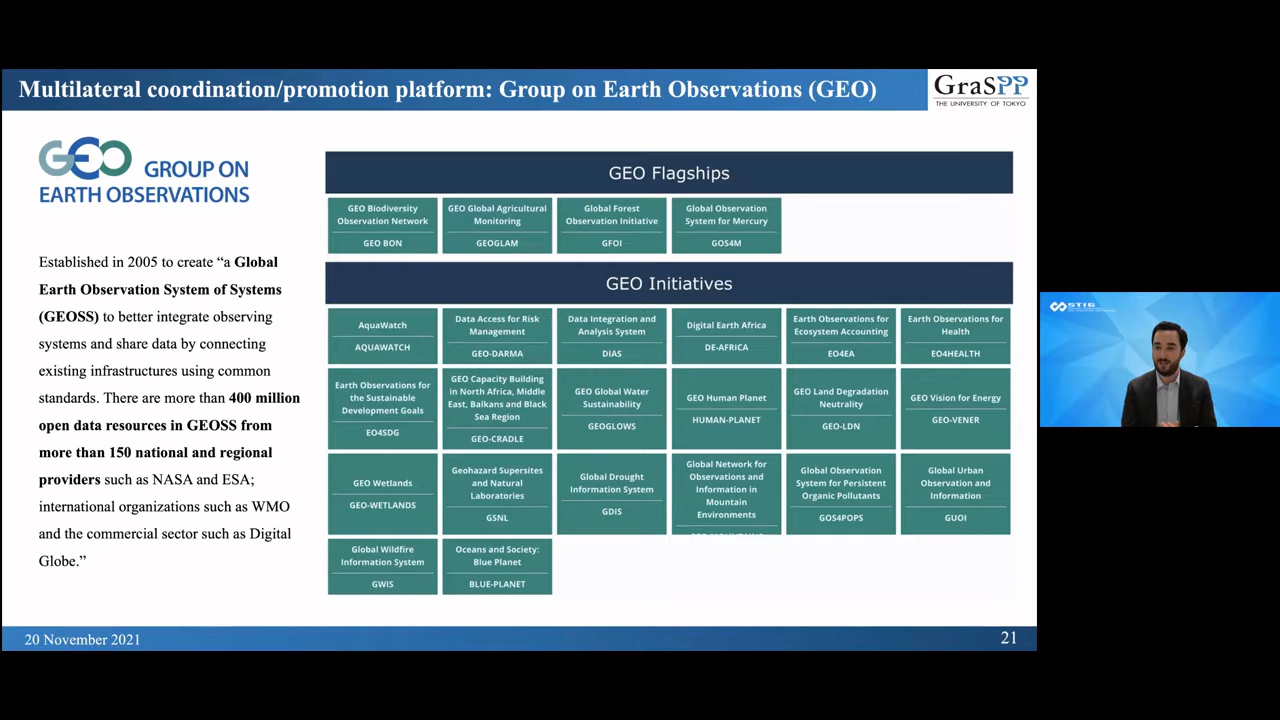 Multilateral coordination/promotion platform: Group on Earth Observations (GEO)
GraSPP
THE UNIVERSITY OF TOKYO
GEO GROUP ON
EARTH OBSERVATIONS
Established in 2005 to create “a Global
Earth Observation System of Systems
(GEOSS) to better integrate observing
systems and share data by connecting
existing infrastructures using common
standards. There are more than 400 million
open data resources in GEOSS from
more than 150 national and regional
providers such as NASA and ESA;
international organizations such as WMO
and the commercial sector such as Digital
Globe.”
GEO Flagships
GEO Biodiversity
Observation Network
GEO BON
GEO Global Agricultural
Monitoring
GEOGLAM
Global Forest
Observation Initiative
GFOI
Global Observation
System for Mercury
GOS4M
GEO Initiatives
AquaWatch
AQUAWATCH
Data Access for Risk
Management
GEO-DARMA
Data Integration and
Analysis System
DIAS
Digital Earth Africa
DE-AFRICA
Earth Observations for
Ecosystem Accounting
EO4EA
Earth Observations for
Health
EO4HEALTH
Earth Observations for
the Sustainable
Development Goals
EO4SDG
GEO Capacity Building
in North Africa, Middle
East, Balkans and Black
Sea Region
GEO-CRADLE
GEO Global Water
Sustainability
GEOGLOWS
GEO Human Planet
HUMAN-PLANET
GEO Land Degradation
Neutrality
GEO-LDN
GEO Vision for Energy
GEO-VENER
GEO Wetlands
GEO-WETLANDS
Geohazard Supersites
and Natural
Laboratories
GSNL
Global Drought
Information System
GDIS
Global Network for
Observations and
Information in
Mountain
Environments
Global Observation
System for Persistent
Organic Pollutants
GOS4POPS
Global Urban
Observation and
Information
GUOI
Global Wildfire
Information System
GWIS
Oceans and Society:
Blue Planet
BLUE-PLANET
20 November 2021
21
STIG